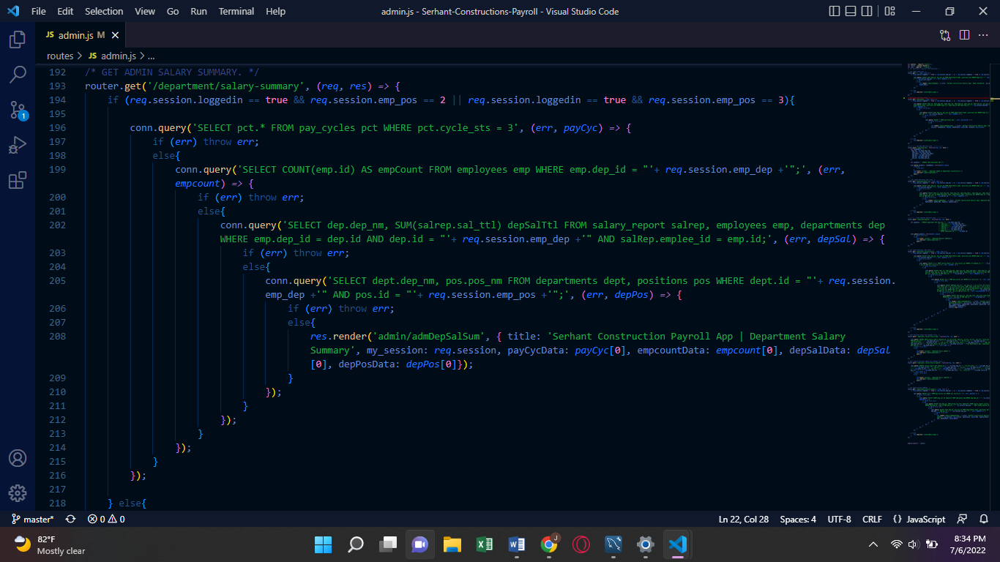 File Edit Selection View Go Run Terminal Help admin.js - Serhant-Constructions-Payroll - Visual Studio Code
JS admin.js M
routes > JS admin.js > ...
192 /* GET ADMIN SALARY SUMMARY. */
193 router.get('/department/salary-summary', (req, res) => {
194 if (req.session.loggedin == true && req.session.emp_pos == 2 || req.session.loggedin == true && req.session.emp_pos == 3){
195
196 conn.query('SELECT pct.* FROM pay_cycles pct WHERE pct.cycle_sts = 3', (err, payCyc) => {
197 if (err) throw err;
198 else{
199 conn.query('SELECT COUNT(emp.id) AS empCount FROM employees emp WHERE emp.dep_id = "'+ req.session.emp_dep +'";', (err,
empcount) => {
200 if (err) throw err;
201 else{
202 conn.query('SELECT dep.dep_nm, SUM(salrep.sal_ttl) depSalTtl FROM salary_report salrep, employees emp, departments dep
WHERE emp.dep_id = dep.id AND dep.id = "'+ req.session.emp_dep +'" AND salRep.emplee_id = emp.id;', (err, depSal) => {
203 if (err) throw err;
204 else{
205 conn.query('SELECT dept.dep_nm, pos.pos_nm FROM departments dept, positions pos WHERE dept.id = "'+ req.session.
emp_dep +'" AND pos.id = "'+ req.session.emp_pos +'";', (err, depPos) => {
206 if (err) throw err;
207 else{
208 res.render('admin/admDepSalSum', { title: 'Serhant Construction Payroll App | Department Salary
Summary', my_session: req.session, payCycData: payCyc[0], empcountData: empcount[0], depSalData: depSal
[0], depPosData: depPos[0]});
209 }
210 });
211 }
212 });
213 }
214 });
215 }
216 });
217
218 } else{
1
master* 0 0 Ln 22, Col 28 Spaces: 4 UTF-8 CRLF {} JavaScript
82°F
Mostly clear
J
8:34 PM
7/6/2022